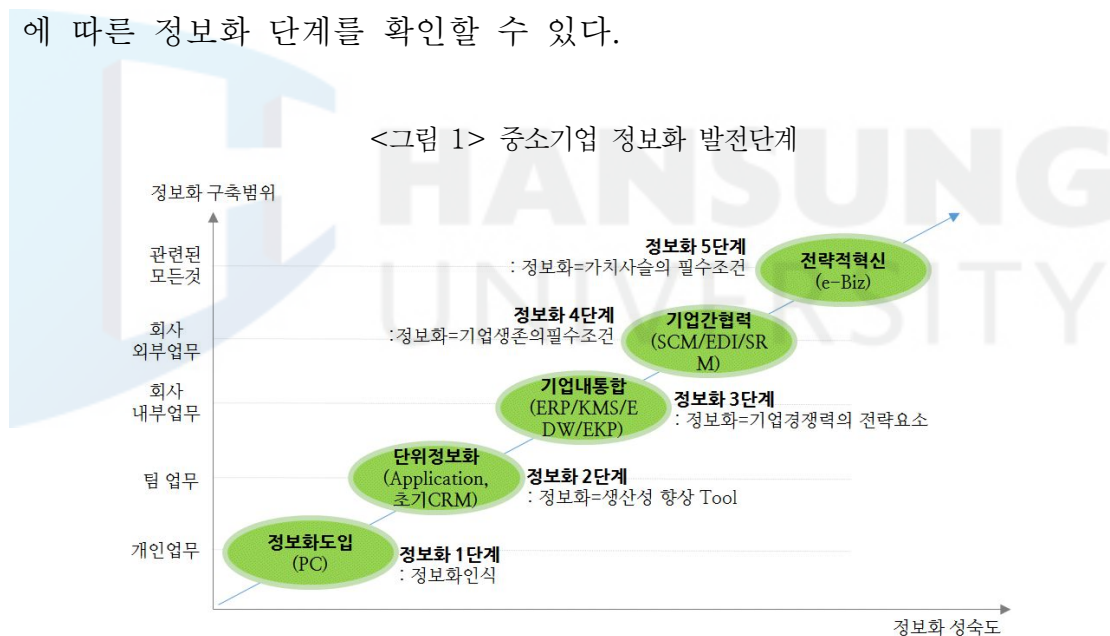 에 따른 정보화 단계를 확인할 수 있다.
<그림 1> 중소기업 정보화 발전단계
HANSUNG
UNIVERSITY
정보화 구축범위
관련된
모든것
정보화 5단계
: 정보화=가치사슬의 필수조건
전략적혁신
(e-Biz)
회사
외부업무
정보화 4단계
:정보화=기업생존의필수조건
기업간협력
(SCM/EDI/SR
M)
회사
내부업무
기업내통합
(ERP/KMS/E
DW/EKP)
정보화 3단계
: 정보화=기업경쟁력의 전략요소
팀 업무
단위정보화
(Application,
초기CRM)
정보화 2단계
: 정보화=생산성 향상 Tool
개인업무
정보화도입
(PC)
정보화 1단계
: 정보화인식
정보화 성숙도